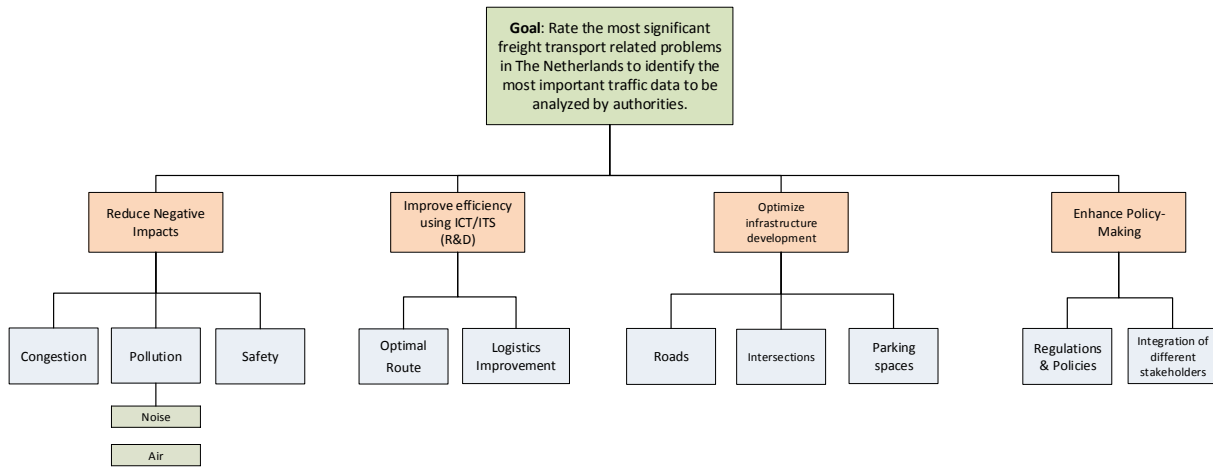 Goal: Rate the most significant
freight transport related problems
in The Netherlands to identify the
most important traffic data to be
analyzed by authorities.
Reduce Negative
Impacts
Improve efficiency
using ICT/ITS
(R&D)
Optimize
infrastructure
development
Enhance Policy-
Making
Congestion
Pollution
Safety
Optimal
Route
Logistics
Improvement
Roads
Intersections
Parking
spaces
Regulations
& Policies
Integration of
different
stakeholders
Noise
Air